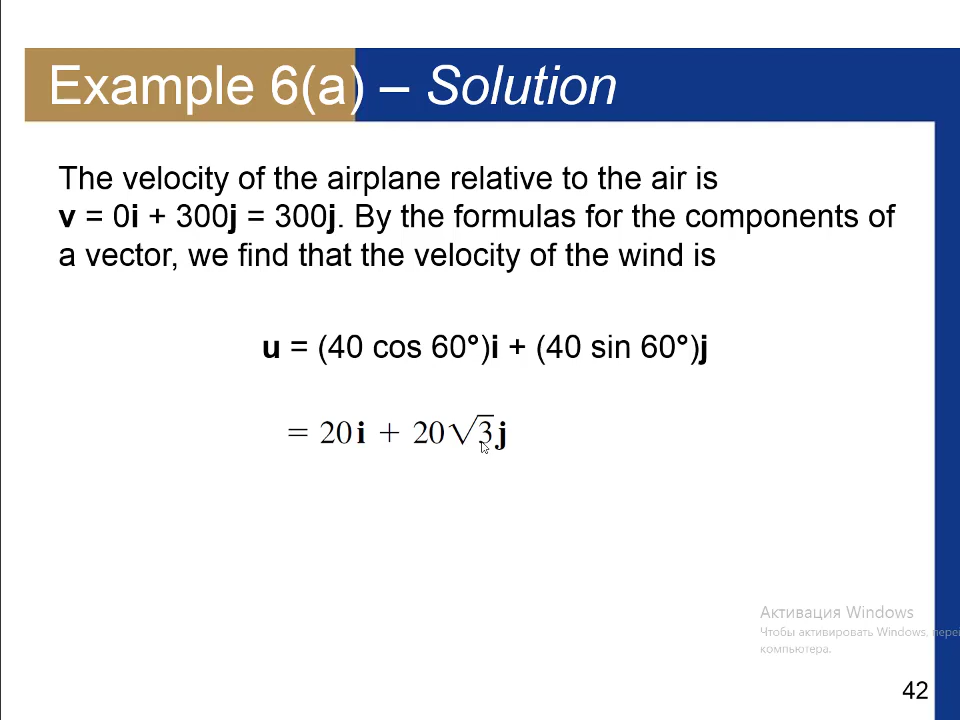 Example 6(a) – Solution
The velocity of the airplane relative to the air is
v = 0i + 300j = 300j. By the formulas for the components of
a vector, we find that the velocity of the wind is
u = (40 cos 60°)i + (40 sin 60°)j
= 20i + 20√3j
Активация Windows
Чтобы активировать Windows, пере
компьютера.
42